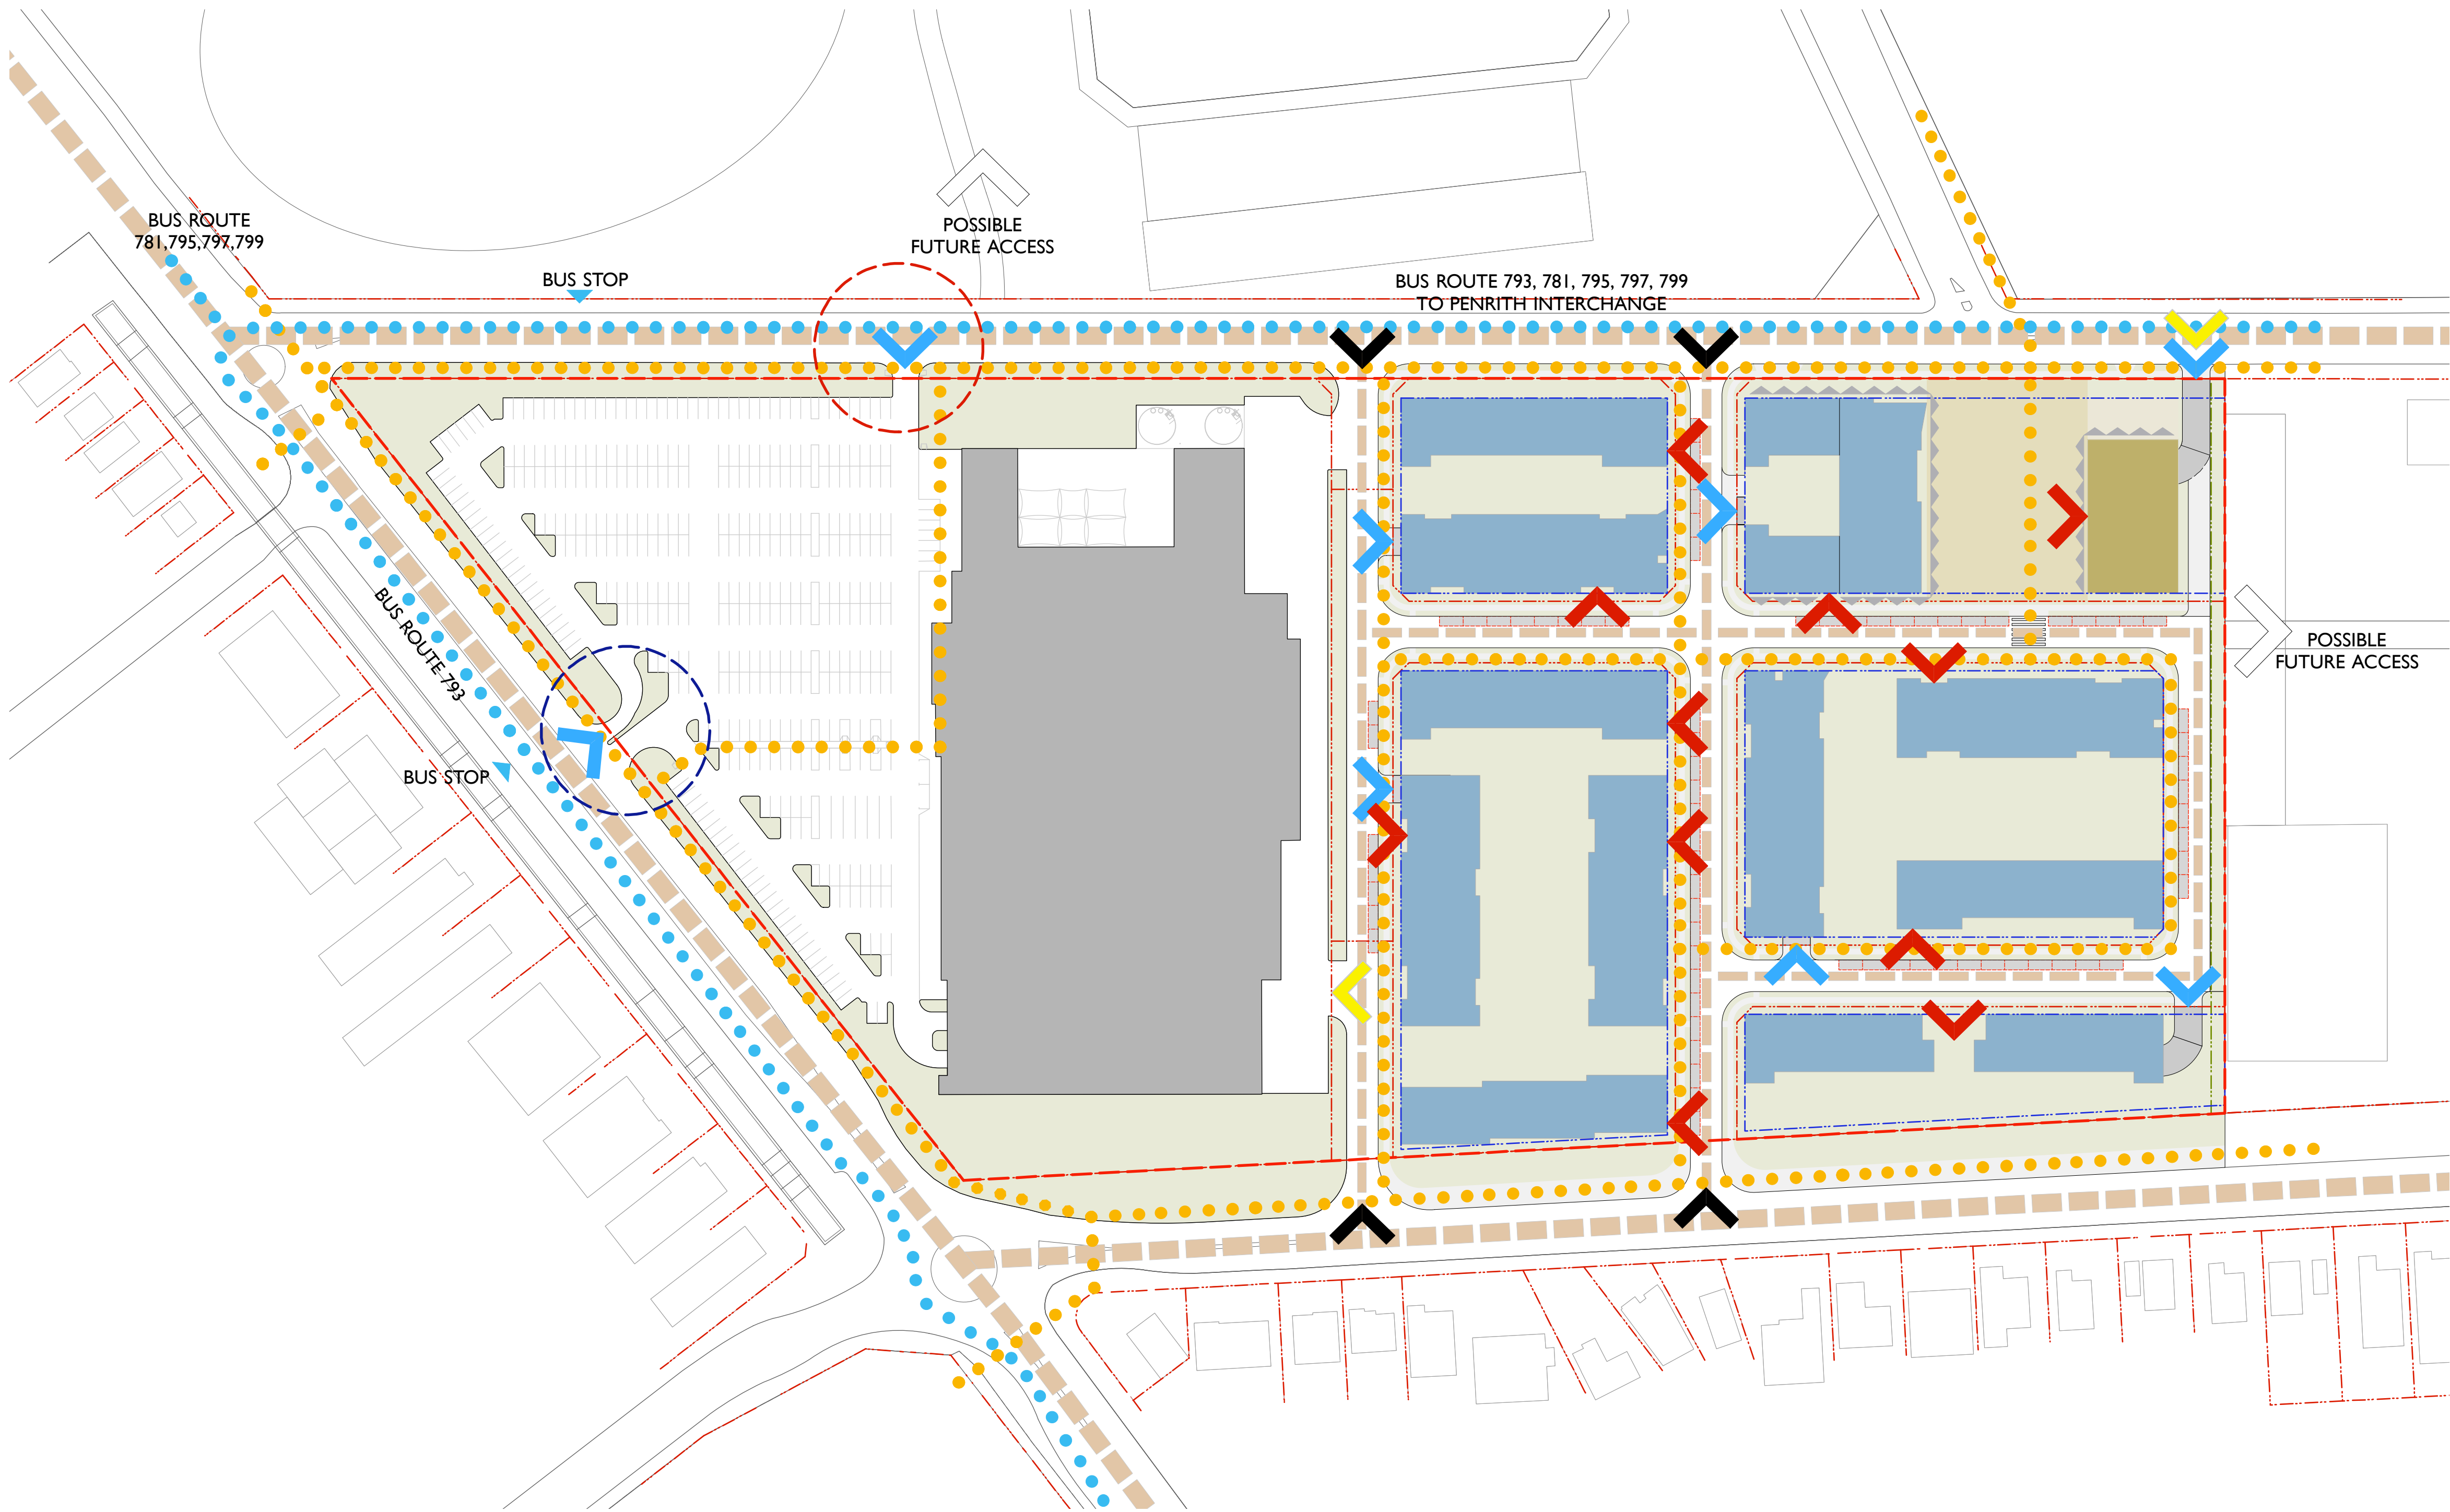 BUS ROUTE
781,795,797,799
BUS STOP
POSSIBLE
FUTURE ACCESS
BUS ROUTE 793, 781, 795, 797, 799
TO PENRITH INTERCHANGE
BUS ROUTE 793
BUS STOP
POSSIBLE
FUTURE ACCESS